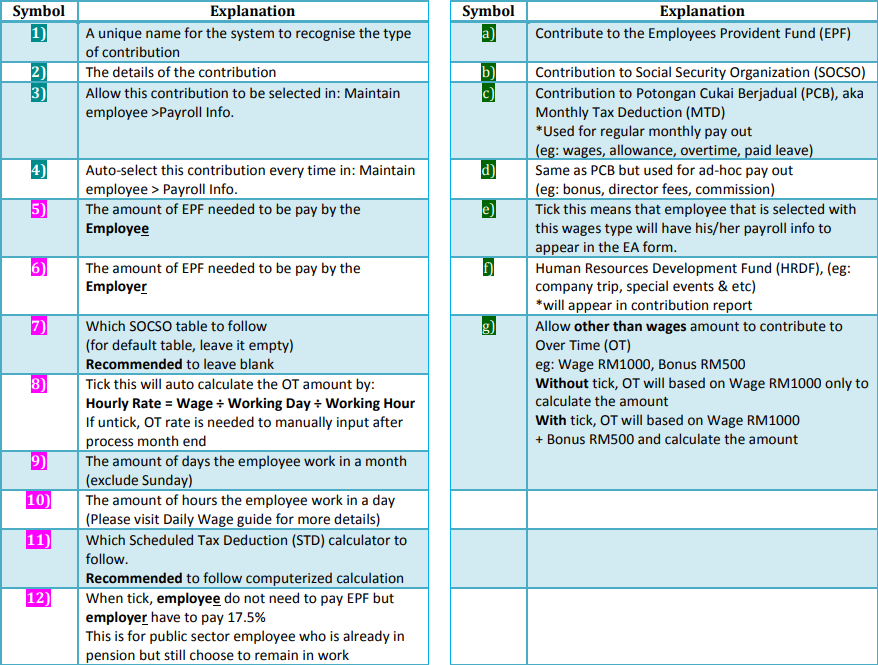 Symbol Explanation
1) A unique name for the system to recognise the type
of contribution
2) The details of the contribution
3) Allow this contribution to be selected in: Maintain
employee >Payroll Info.
4) Auto-select this contribution every time in: Maintain
employee > Payroll Info.
5) The amount of EPF needed to be pay by the
Employee
6) The amount of EPF needed to be pay by the
Employer
7) Which SOCSO table to follow
(for default table, leave it empty)
Recommended to leave blank
8) Tick this will auto calculate the OT amount by:
Hourly Rate = Wage ÷ Working Day ÷ Working Hour
If untick, OT rate is needed to manually input after
process month end
9) The amount of days the employee work in a month
(exclude Sunday)
10) The amount of hours the employee work in a day
(Please visit Daily Wage guide for more details)
11) Which Scheduled Tax Deduction (STD) calculator to
follow.
Recommended to follow computerized calculation
12) When tick, employee do not need to pay EPF but
employer have to pay 17.5%
This is for public sector employee who is already in
pension but still choose to remain in work
Symbol Explanation
a) Contribute to the Employees Provident Fund (EPF)
b) Contribution to Social Security Organization (SOCSO)
c) Contribution to Potongan Cukai Berjadual (PCB), aka
Monthly Tax Deduction (MTD)
*Used for regular monthly pay out
(eg: wages, allowance, overtime, paid leave)
d) Same as PCB but used for ad-hoc pay out
(eg: bonus, director fees, commission)
e) Tick this means that employee that is selected with
this wages type will have his/her payroll info to
appear in the EA form.
f) Human Resources Development Fund (HRDF), (eg:
company trip, special events & etc)
*will appear in contribution report
g) Allow other than wages amount to contribute to
Over Time (OT)
eg: Wage RM1000, Bonus RM500
Without tick, OT will based on Wage RM1000 only to
calculate the amount
With tick, OT will based on Wage RM1000
+ Bonus RM500 and calculate the amount